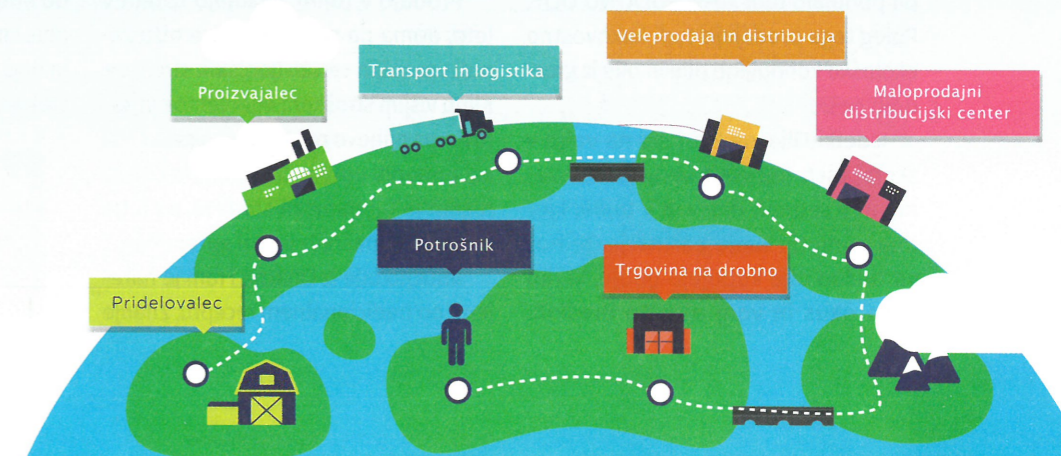 Pridelovalec
Proizvajalec
Transport in logistika
Veleprodaja in distribucija
Maloprodajni
distribucijski center
Trgovina na drobno
Potrošnik